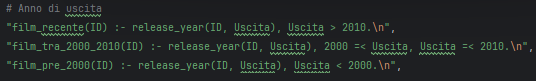 # Anno di uscita
"film_recente(ID) :- release_year(ID, Uscita), Uscita > 2010.\n",
"film_tra_2000_2010(ID) :- release_year(ID, Uscita), 2000 =< Uscita, Uscita =< 2010.\n",
"film_pre_2000(ID) :- release_year(ID, Uscita), Uscita < 2000.\n",